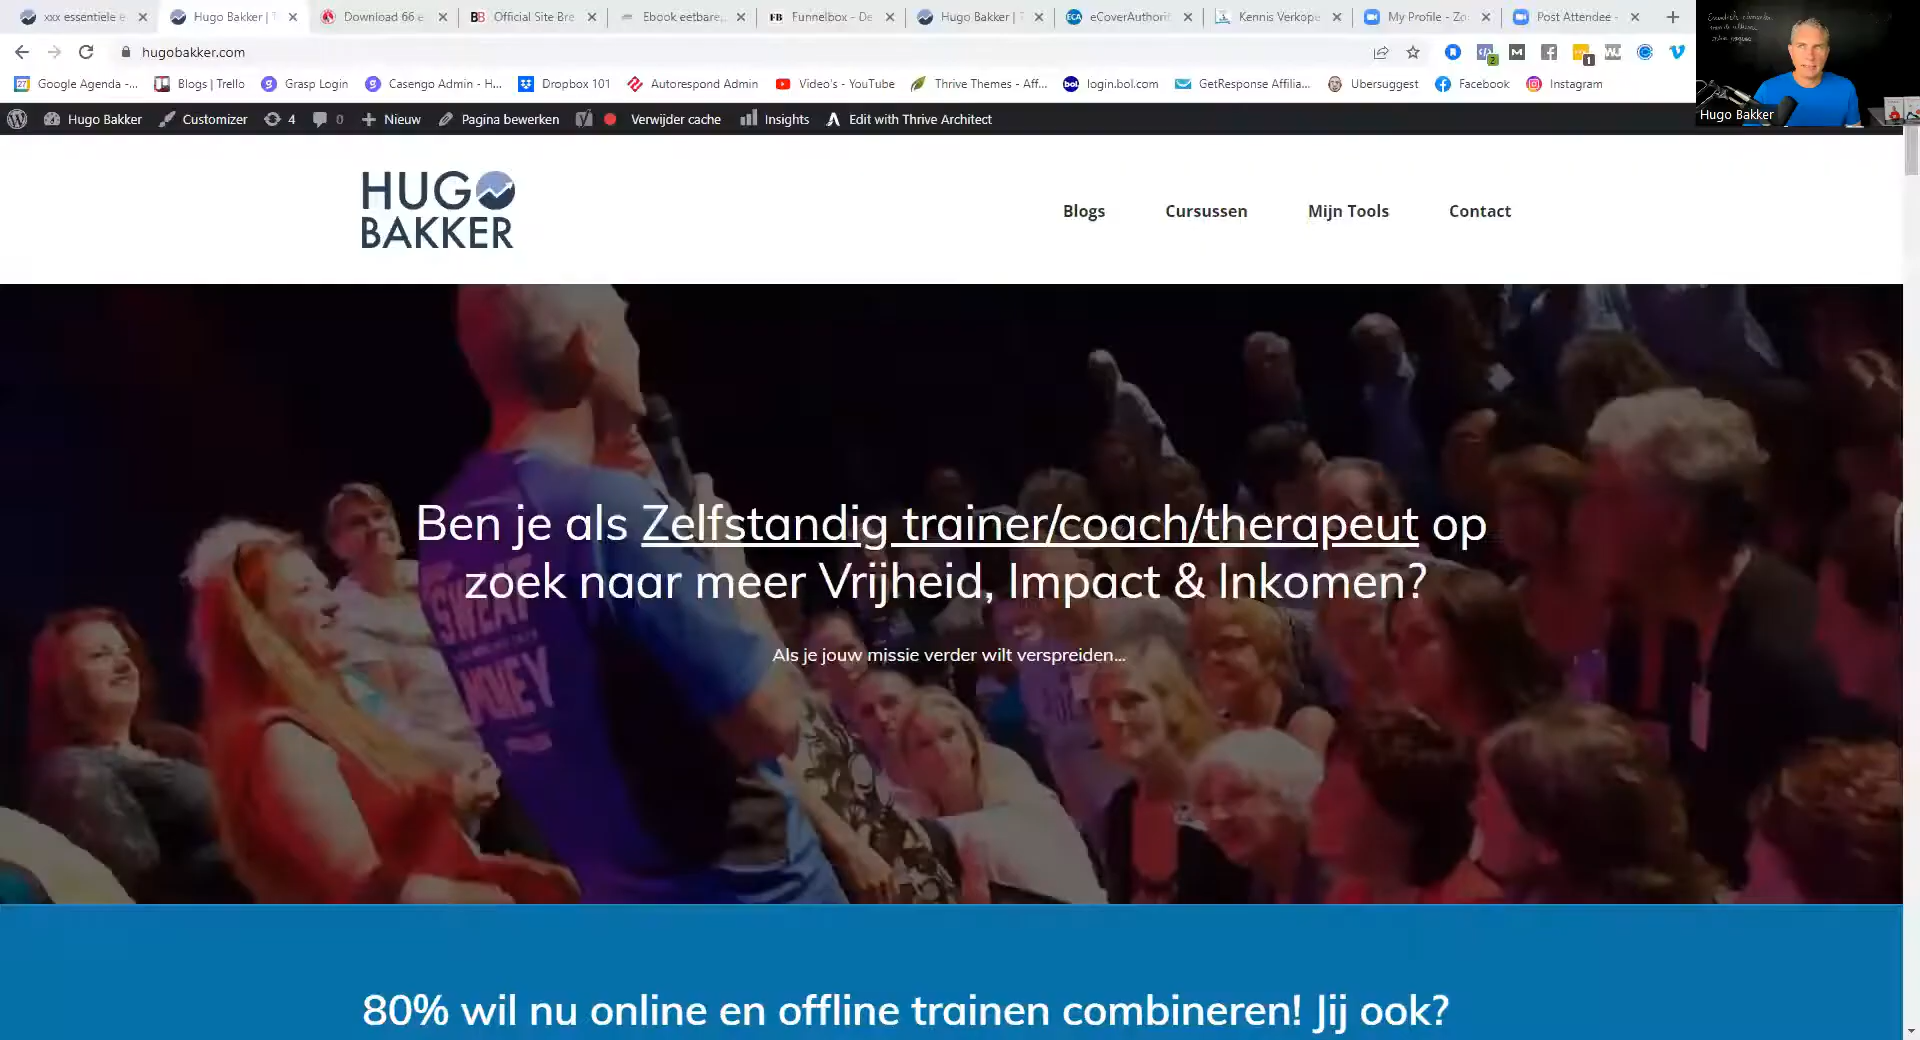 xxx essentiële e
Hugo Bakker | T
Download 66 e
Official Site Bre
Ebook eetbare,
Funnelbox - De
Hugo Bakker | T
eCoverAuthorit
Kennis Verkope
My Profile - Zo
Post Attendee -
hugobakker.com
Google Agenda -...
Blogs | Trello
Grasp Login
Casengo Admin - H...
Dropbox 101
Autorespond Admin
Video's - YouTube
Thrive Themes - Aff...
login.bol.com
GetResponse Affilia...
Ubersuggest
Facebook
Instagram
Hugo Bakker
Hugo Bakker
Customizer
4
0
Nieuw
Pagina bewerken
Verwijder cache
Insights
Edit with Thrive Architect
HUGO
BAKKER
Blogs
Cursussen
Mijn Tools
Contact
Ben je als Zelfstandig trainer/coach/therapeut op
zoek naar meer Vrijheid, Impact & Inkomen?
Als je jouw missie verder wilt verspreiden...
80% wil nu online en offline trainen combineren! Jij ook?